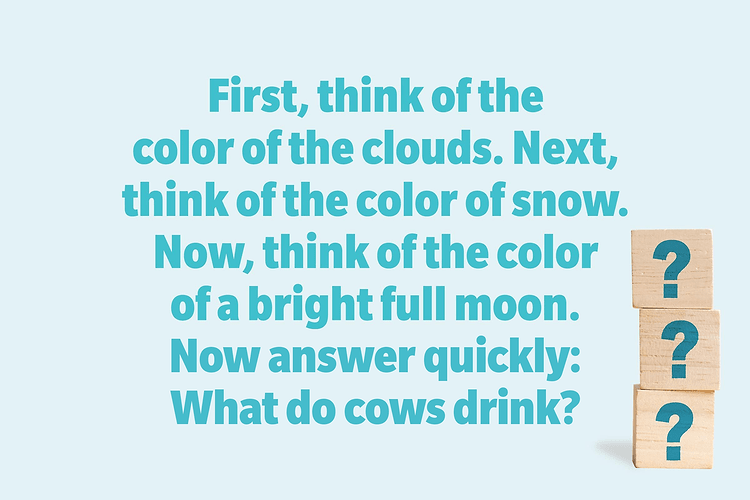 First, think of the
color of the clouds. Next,
think of the color of snow.
Now, think of the color
of a bright full moon.
Now answer quickly:
What do cows drink?
?
?
?